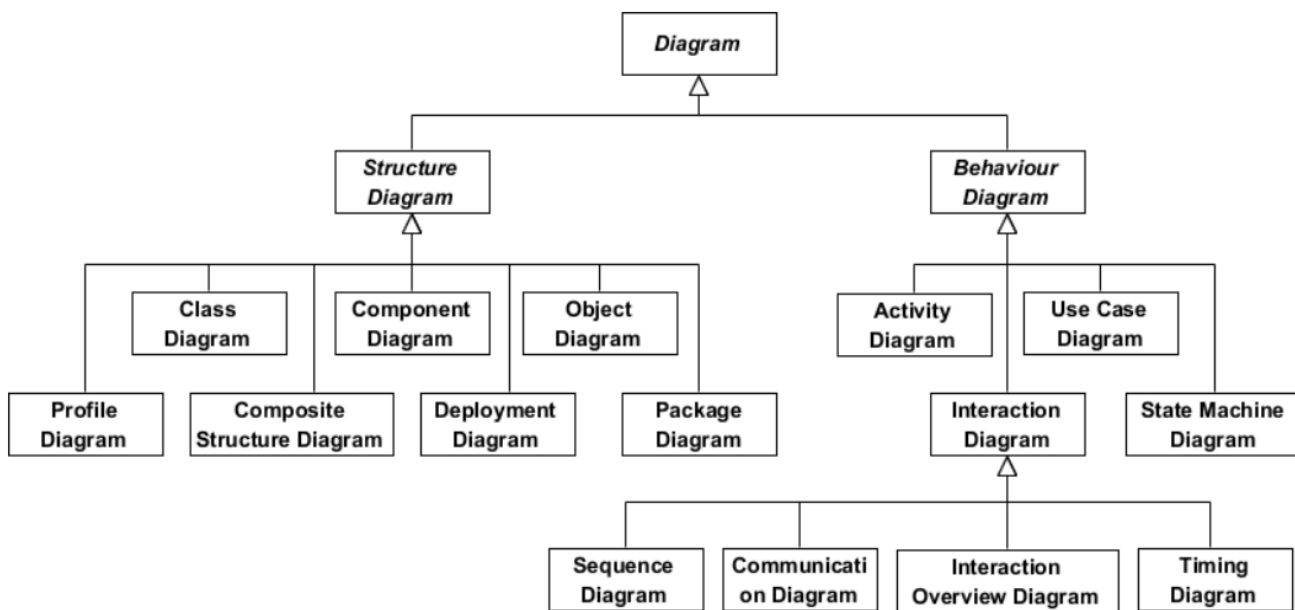 Diagram
Structure
Diagram
Behaviour
Diagram
Class
Diagram
Component
Diagram
Object
Diagram
Activity
Diagram
Use Case
Diagram
Profile
Diagram
Composite
Structure Diagram
Deployment
Diagram
Package
Diagram
Interaction
Diagram
State Machine
Diagram
Sequence
Diagram
Communicati
on Diagram
Interaction
Overview Diagram
Timing
Diagram